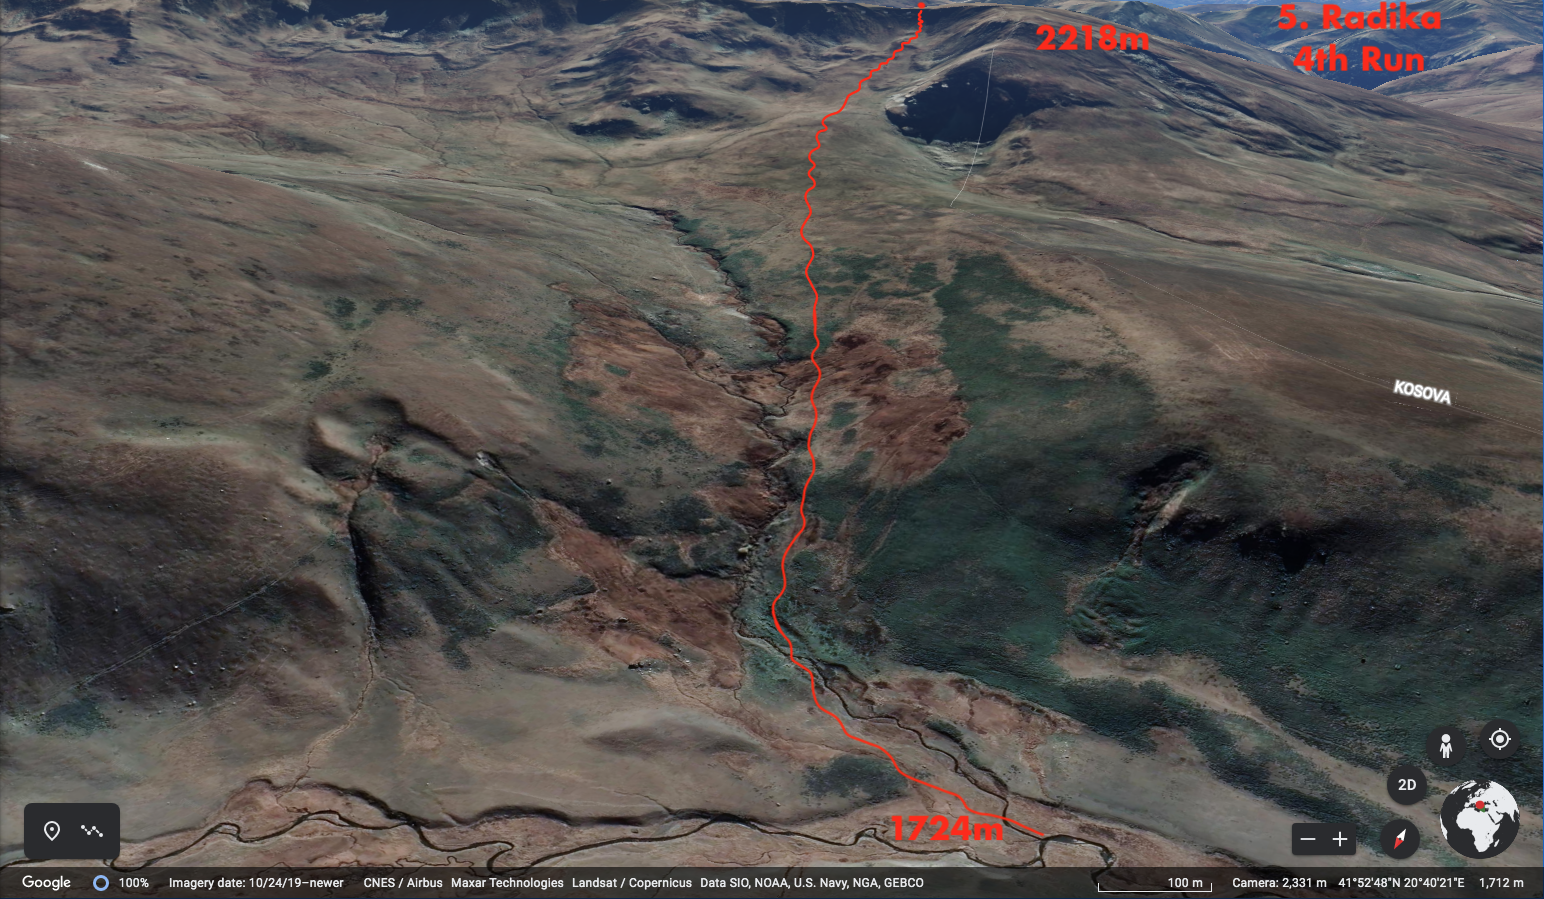 5. Radika
4th Run
2218m
KOSOVA
2D
1724m
Google 100% Imagery date: 10/24/19–newer CNES / Airbus Maxar Technologies Landsat / Copernicus Data SIO, NOAA, U.S. Navy, NGA, GEBCO 100 m Camera: 2,331 m 41°52'48"N 20°40'21"E 1,712 m